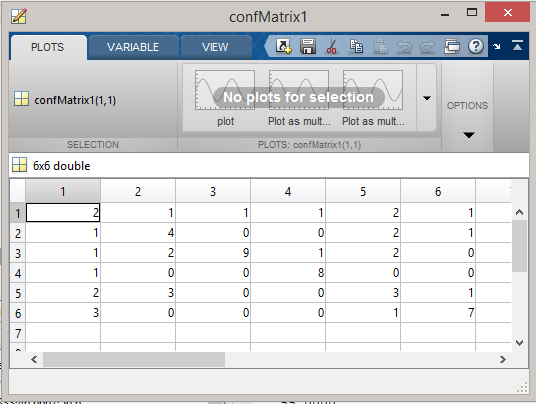 confMatrix1
PLOTS VARIABLE VIEW
confMatrix1(1,1)
No plots for selection
plot Plot as mult... Plot as mult...
OPTIONS
SELECTION PLOTS: confMatrix1(1,1)
6x6 double
1 2 3 4 5 6
1 2 1 1 1 2 1
2 1 4 0 0 2 1
3 1 2 9 1 2 0
4 1 0 0 8 0 0
5 2 3 0 0 3 1
6 3 0 0 0 1 7
7